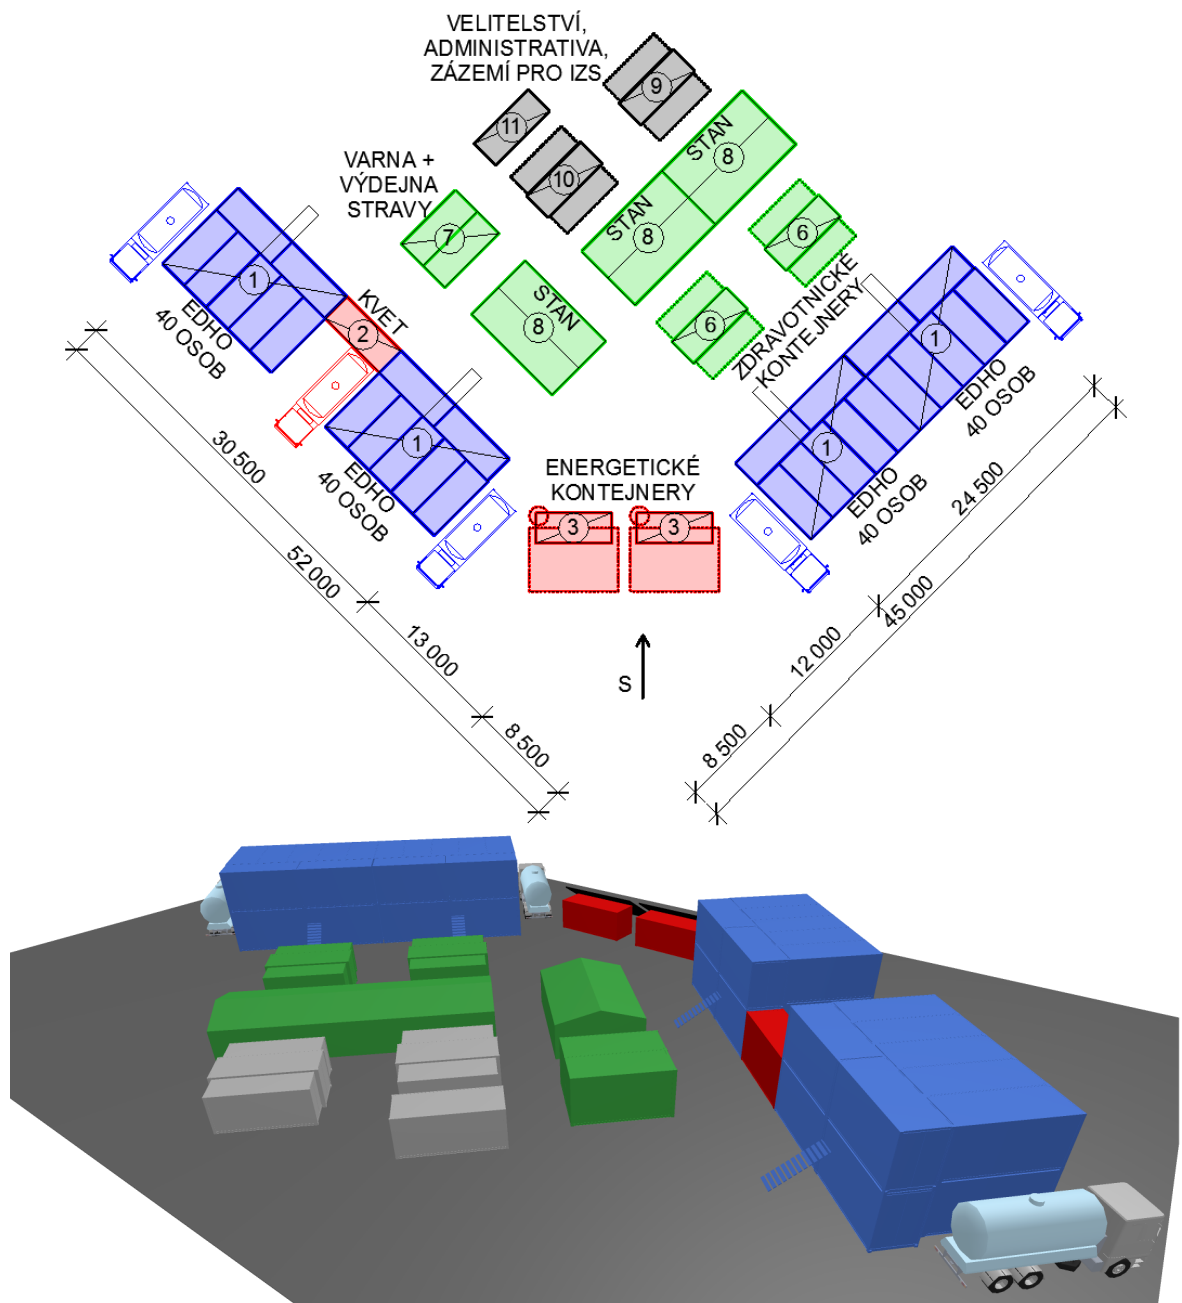 VELITELSTVÍ,
ADMINISTRATIVA,
ZÁZEMÍ PRO IZS
9
11
10
STAN
8
VARNA +
VÝDEJNA
STRAVY
7
STAN
8
6
STAN
8
6
ZDRAVOTNICKÉ
KONTEJNERY
1
EDHO
40 OSOB
KVET
2
1
EDHO
40 OSOB
1
EDHO
40 OSOB
1
EDHO
40 OSOB
ENERGETICKÉ
KONTEJNERY
3
3
S
30 500
52 000
13 000
8 500
24 500
45 000
12 000
8 500